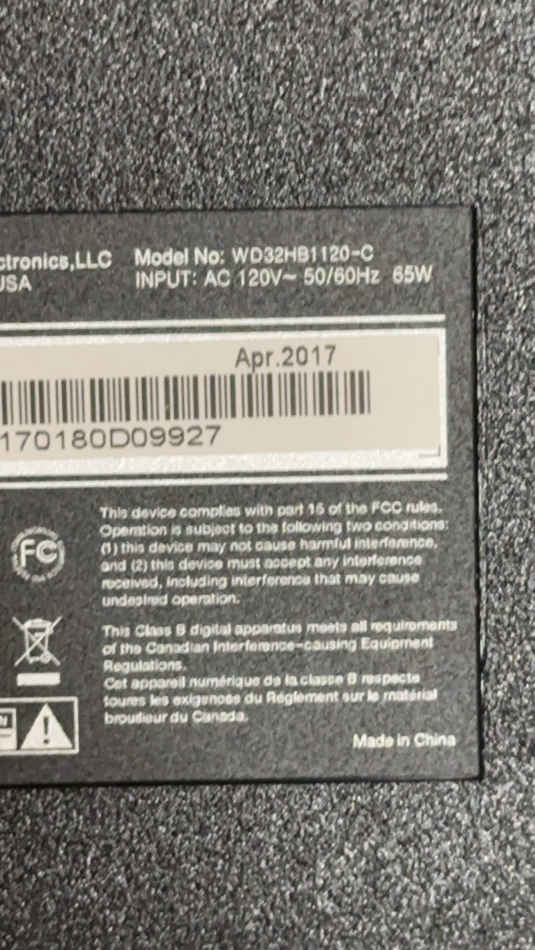 ctronics,LLC Model No: WD32HB1120-C
USA INPUT: AC 120V~ 50/60Hz 65W
Apr.2017
170180D09927
This device complies with part 15 of the FCC rules.
Operation is subject to the following two conditions:
(1) this device may not cause harmful interference,
and (2) this device must accept any interference
received, including interference that may cause
undesired operation.
FC
This Class B digital apparatus meets all requirements
of the Canadian Interference-causing Equipment
Regulations.
Cet appareil numérique de la classe B respecte
toutes les exigences du Règlement sur le matérial
brouilleur du Canada.
Made in China